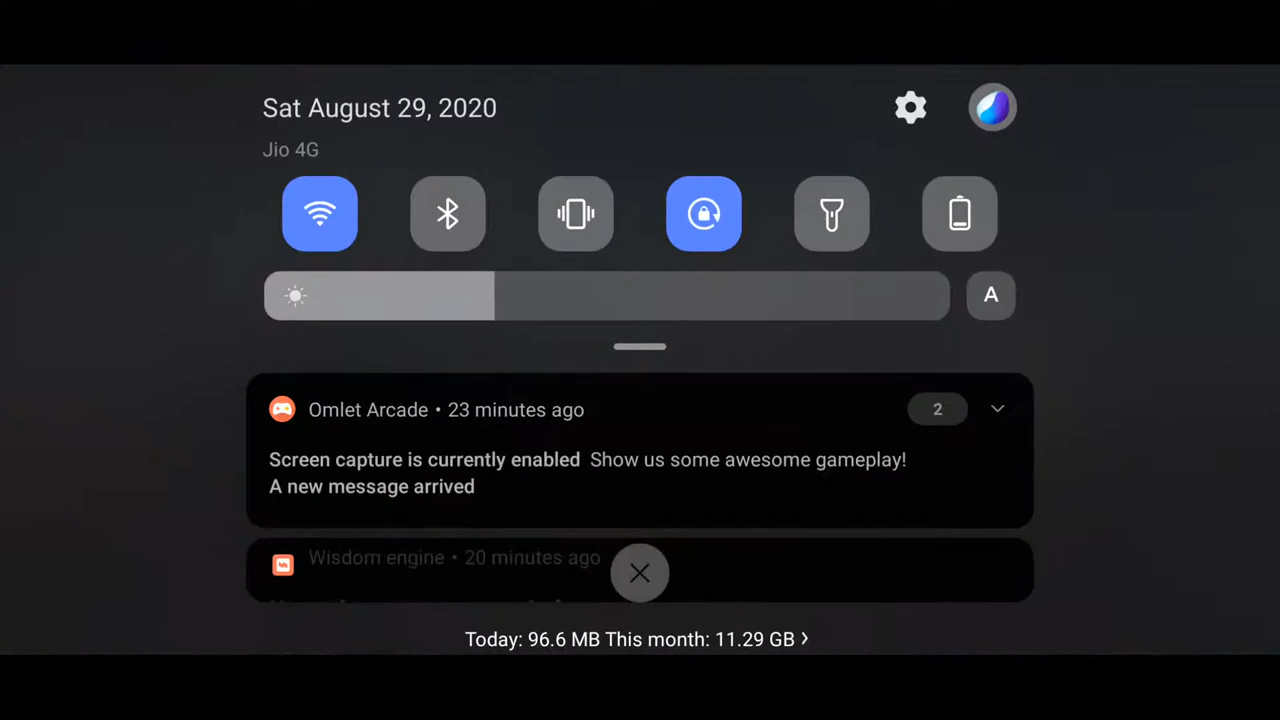 Sat August 29, 2020
Jio 4G
A
Omlet Arcade • 23 minutes ago
2
Screen capture is currently enabled Show us some awesome gameplay!
A new message arrived
Wisdom engine • 20 minutes ago
Today: 96.6 MB This month: 11.29 GB